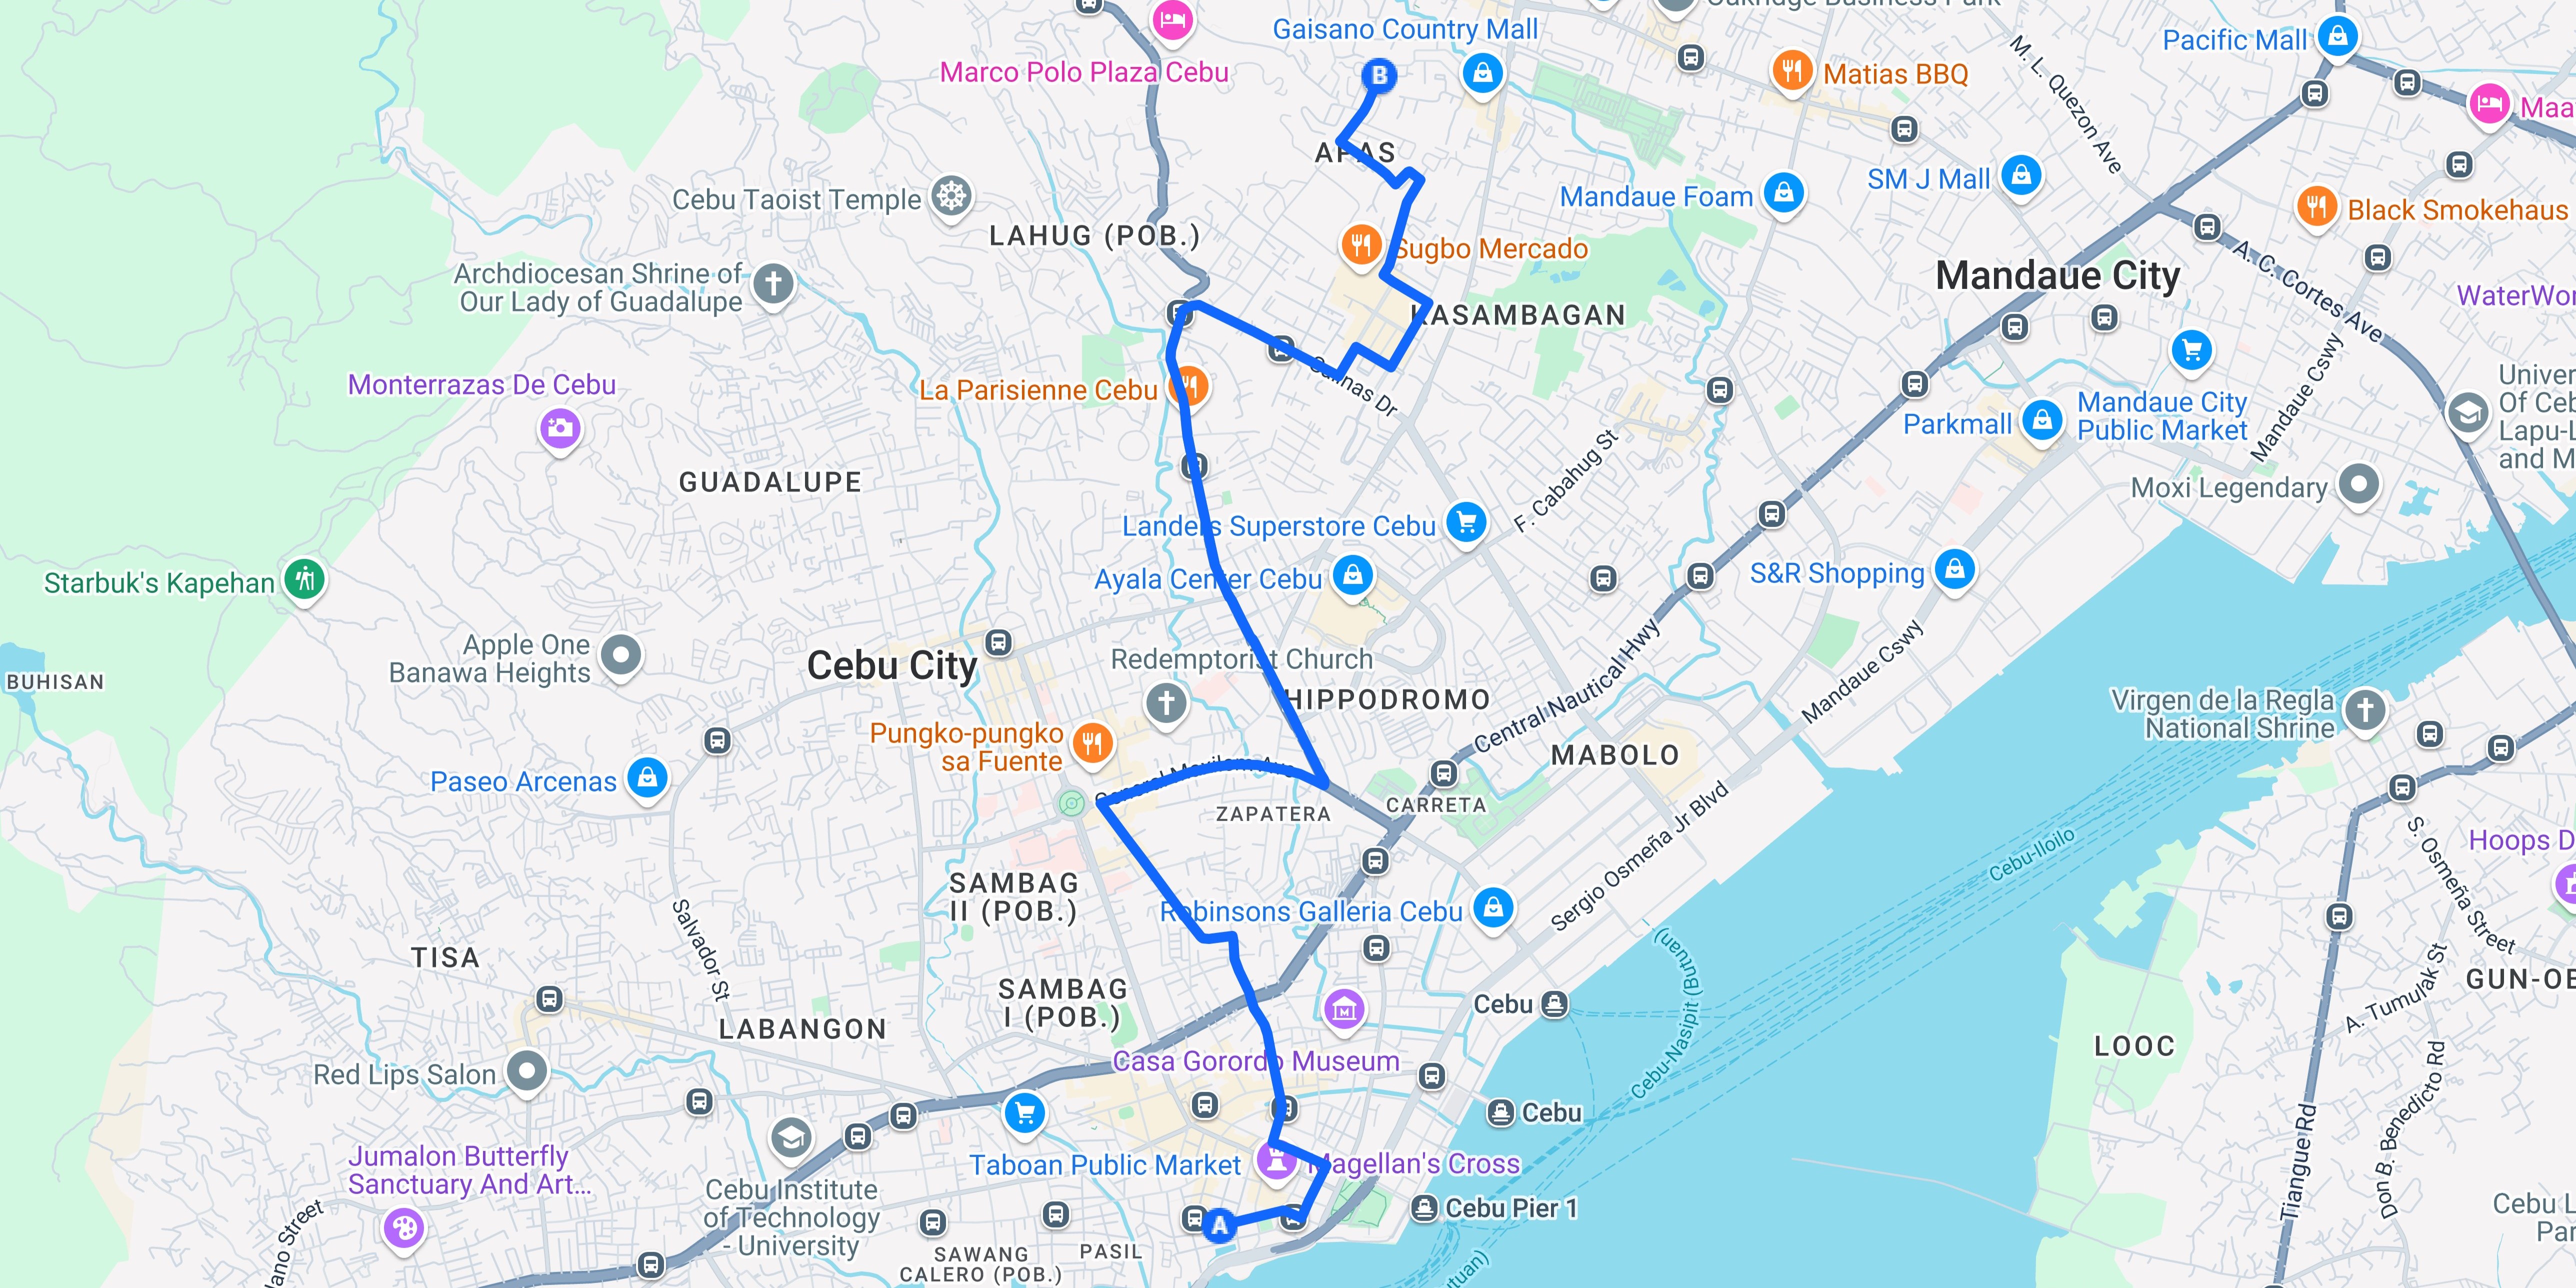 Oakridge Business Park
Gaisano Country Mall
M. L. Quezon Ave
Pacific Mall
Marco Polo Plaza Cebu
B
Matias BBQ
Maa
APAS
Cebu Taoist Temple
SM J Mall
Mandaue Foam
Black Smokehaus
LAHUG (POB.)
Sugbo Mercado
A. C. Cortes Ave
Archdiocesan Shrine of
Our Lady of Guadalupe
Mandaue City
WaterWor
KASAMBAGAN
Monterrazas De Cebu
La Parisienne Cebu
Salinas Dr
Mandaue Cswy
Parkmall
Mandaue City
Public Market
Univer
Of Ceb
Lapu-L
and M
GUADALUPE
F. Cabahug St
Moxi Legendary
Landers Superstore Cebu
Starbuk's Kapehan
Ayala Center Cebu
S&R Shopping
Apple One
Banawa Heights
Cebu City
Redemptorist Church
Central Nautical Hwy
Mandaue Cswy
BUHISAN
HIPPODROMO
Virgen de la Regla
National Shrine
Pungko-pungko
sa Fuente
MABOLO
Paseo Arcenas
General Maxilom Ave
ZAPATERA
CARRETA
Sergio Osmeña Jr Blvd
Cebu-Iloilo
S. Osmeña Street
Hoops D
SAMBAG
II (POB.)
Robinsons Galleria Cebu
Salvador St
TISA
Cebu-Nasipit (Butuan)
A. Tumulak St
GUN-OB
SAMBAG
I (POB.)
Cebu
LABANGON
LOOC
Casa Gorordo Museum
Red Lips Salon
Cebu
Don B. Benedicto Rd
Tiangue Rd
Jumalon Butterfly
Sanctuary And Art...
Taboan Public Market
Magellan's Cross
Cebu Institute
of Technology
- University
Cebu Pier 1
Cebu L
Par
A
PASIL
SAWANG
CALERO (POB.)
ano Street
tuan)